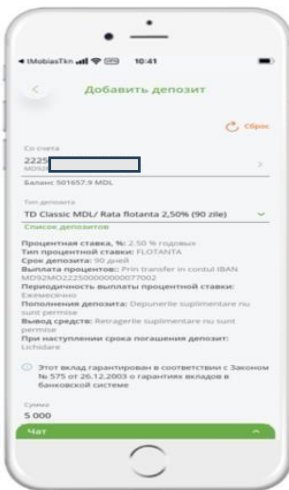 iMobiasTkn 10:41
Добавить депозит
Сброс
Со счета
2225
Баланс 501657.9 MDL
Тип депозита
TD Classic MDL/ Rata flotanta 2,50% (90 zile)
Список депозитов
Процентная ставка, %: 2.50 % годовых
Тип процентной ставки: FLOTANTA
Срок депозита: 90 дней
Выплата процентов:: Prin transfer in contul IBAN
MD92MO2225000000000077002
Периодичность выплаты процентной ставки:
Ежемесячно
Пополнения депозита: Depunerile suplimentare nu
sunt permise
Вывод средств: Retragerile suplimentare nu sunt
permise
При наступлении срока погашения депозит:
Lichidare
Этот вклад гарантирован в соответствии с Законом
№ 575 от 26.12.2003 о гарантиях вкладов в
банковской системе
Сумма
5 000
Чат